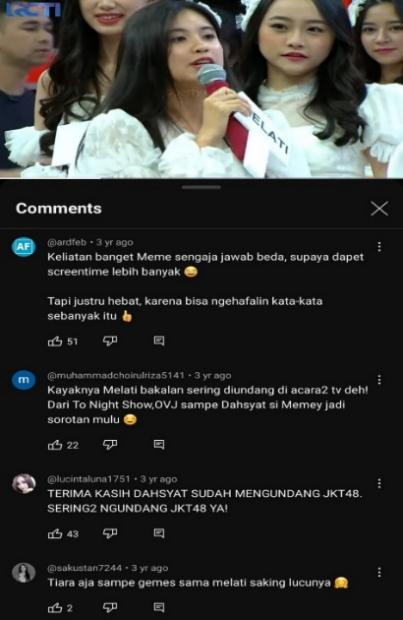 RCTI
MELATI
Comments
AF
@ardfeb • 3 yr ago
Keliatan banget Meme sengaja jawab beda, supaya dapet
screentime lebih banyak 😂
Tapi justru hebat, karena bisa ngehafalin kata-kata
sebanyak itu 👍
51
m
@muhammadchoirulriza5141 • 3 yr ago
Kayaknya Melati bakalan sering diundang di acara2 tv deh!
Dari To Night Show,OVJ sampe Dahsyat si Memey jadi
sorotan mulu 😄
22
@lucintaluna1751 • 3 yr ago
TERIMA KASIH DAHSYAT SUDAH MENGUNDANG JKT48.
SERING2 NGUNDANG JKT48 YA!
43
@sakustan7244 • 3 yr ago
Tiara aja sampe gemes sama melati saking lucunya 🤗
2